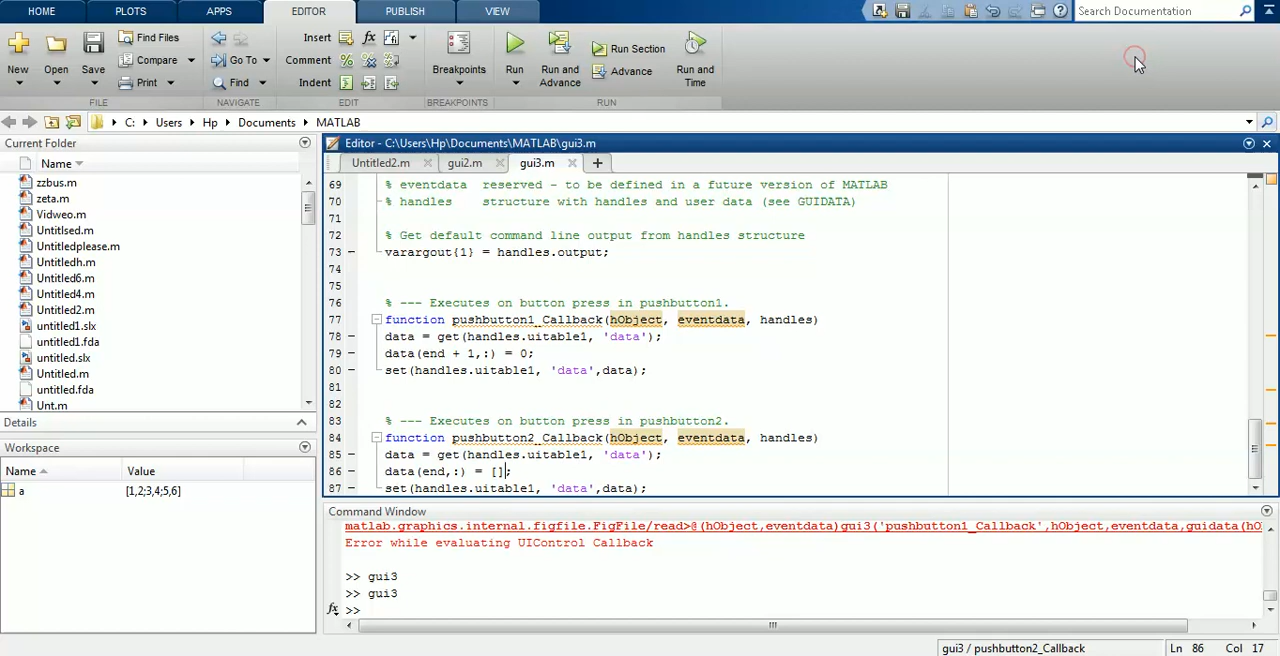 HOME PLOTS APPS EDITOR PUBLISH VIEW Search Documentation
New Open Save Find Files Compare Print Go To Find Insert Comment Indent Breakpoints Run Run and Advance Run Section Advance Run and Time
FILE NAVIGATE EDIT BREAKPOINTS RUN
C: Users Hp Documents MATLAB
Current Folder
Name
zzbus.m
zeta.m
Vidweo.m
Untitlsed.m
Untitledplease.m
Untitledh.m
Untitled6.m
Untitled4.m
Untitled2.m
untitled1.slx
untitled1.fda
untitled.slx
Untitled.m
untitled.fda
Unt.m
Details
Workspace
Name Value
a [1,2;3,4;5,6]
Editor - C:\Users\Hp\Documents\MATLAB\gui3.m
Untitled2.m gui2.m gui3.m
69 % eventdata  reserved - to be defined in a future version of MATLAB
70 % handles    structure with handles and user data (see GUIDATA)
71
72 % Get default command line output from handles structure
73 varargout{1} = handles.output;
74
75
76 % --- Executes on button press in pushbutton1.
77 function pushbutton1_Callback(hObject, eventdata, handles)
78 data = get(handles.uitable1, 'data');
79 data(end + 1,:) = 0;
80 set(handles.uitable1, 'data',data);
81
82
83 % --- Executes on button press in pushbutton2.
84 function pushbutton2_Callback(hObject, eventdata, handles)
85 data = get(handles.uitable1, 'data');
86 data(end,:) = [];
87 set(handles.uitable1, 'data',data);
Command Window
matlab.graphics.internal.figfile.FigFile/read>@(hObject,eventdata)gui3('pushbutton1_Callback',hObject,eventdata,guidata(hO
Error while evaluating UIControl Callback
>> gui3
>> gui3
fx >>
gui3 / pushbutton2_Callback Ln 86 Col 17